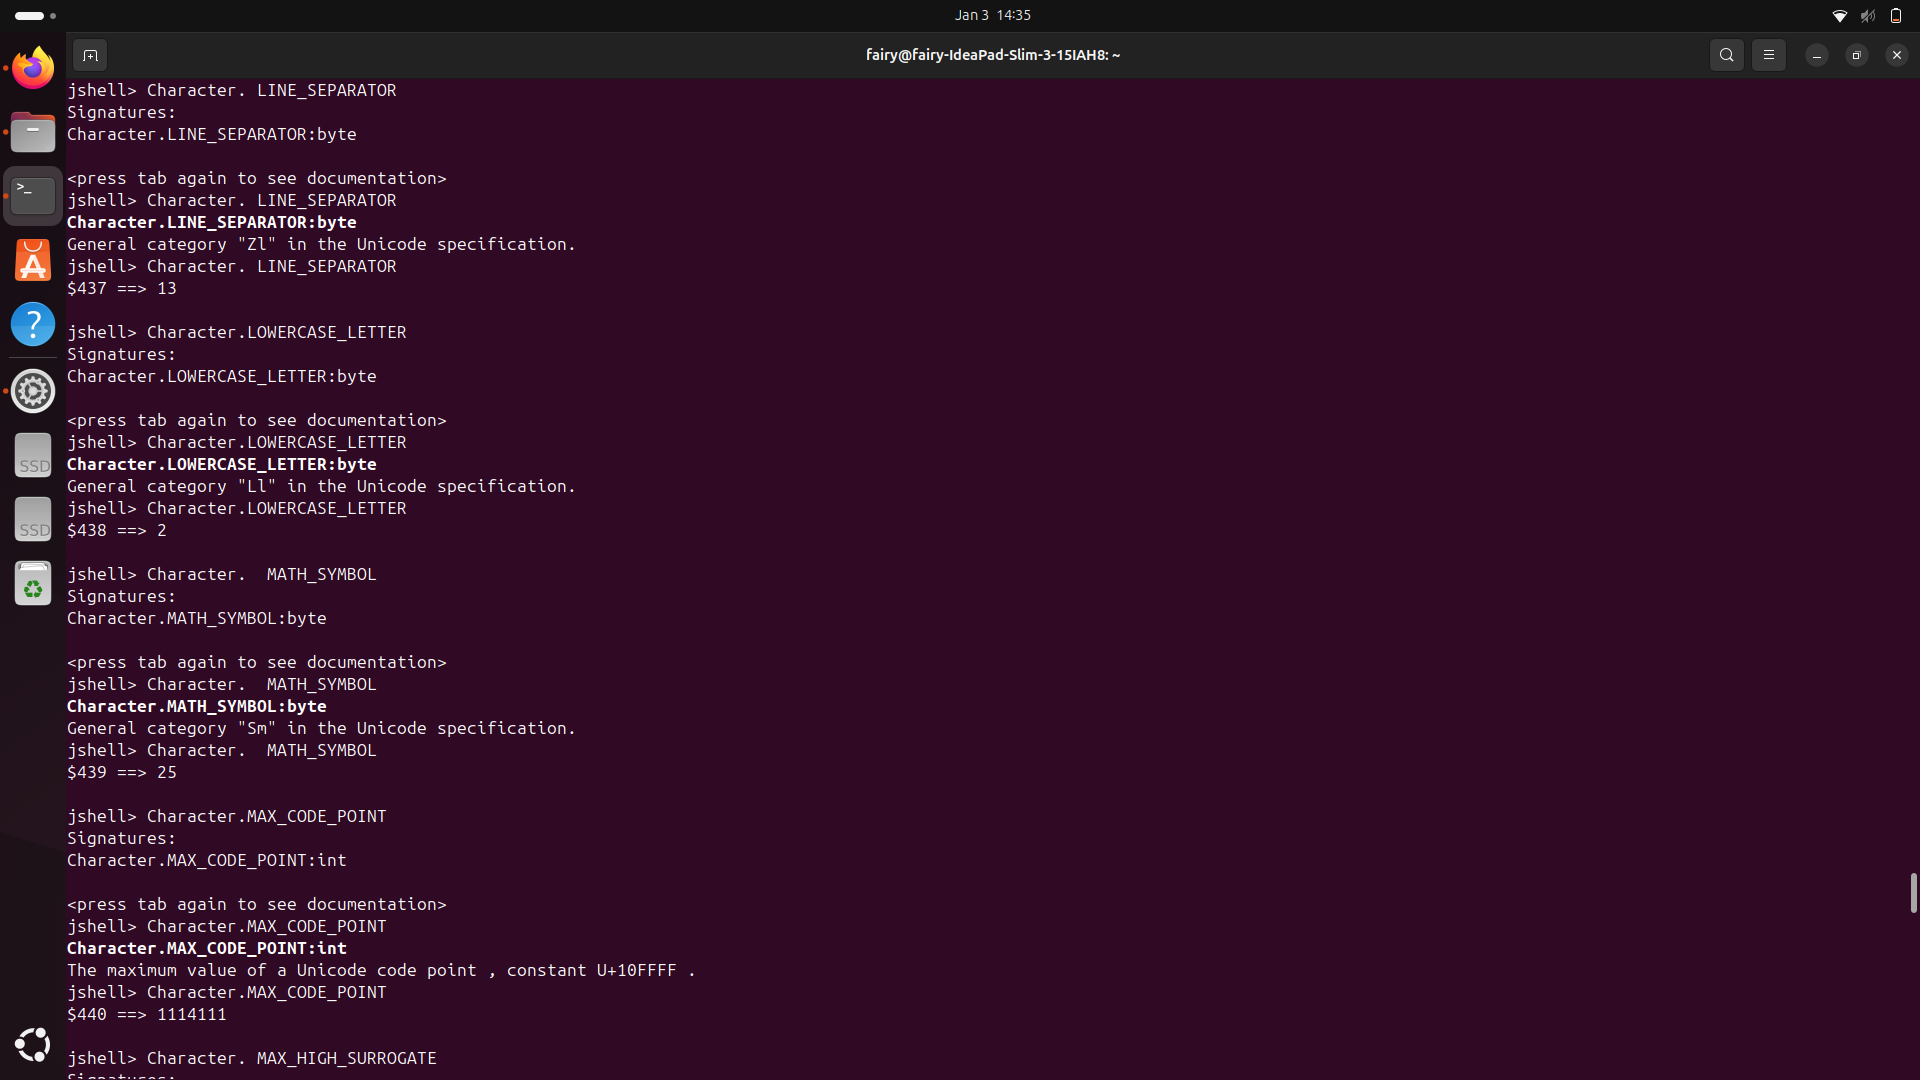 Jan 3 14:35
fairy@fairy-IdeaPad-Slim-3-15IAH8: ~
jshell> Character. LINE_SEPARATOR
Signatures:
Character.LINE_SEPARATOR:byte
<press tab again to see documentation>
jshell> Character. LINE_SEPARATOR
Character.LINE_SEPARATOR:byte
General category "Zl" in the Unicode specification.
jshell> Character. LINE_SEPARATOR
$437 ==> 13
jshell> Character.LOWERCASE_LETTER
Signatures:
Character.LOWERCASE_LETTER:byte
<press tab again to see documentation>
jshell> Character.LOWERCASE_LETTER
Character.LOWERCASE_LETTER:byte
General category "Ll" in the Unicode specification.
jshell> Character.LOWERCASE_LETTER
$438 ==> 2
jshell> Character.  MATH_SYMBOL
Signatures:
Character.MATH_SYMBOL:byte
<press tab again to see documentation>
jshell> Character.  MATH_SYMBOL
Character.MATH_SYMBOL:byte
General category "Sm" in the Unicode specification.
jshell> Character.  MATH_SYMBOL
$439 ==> 25
jshell> Character.MAX_CODE_POINT
Signatures:
Character.MAX_CODE_POINT:int
<press tab again to see documentation>
jshell> Character.MAX_CODE_POINT
Character.MAX_CODE_POINT:int
The maximum value of a Unicode code point , constant U+10FFFF .
jshell> Character.MAX_CODE_POINT
$440 ==> 1114111
jshell> Character. MAX_HIGH_SURROGATE
Signatures:
>_
A
?
SSD
SSD